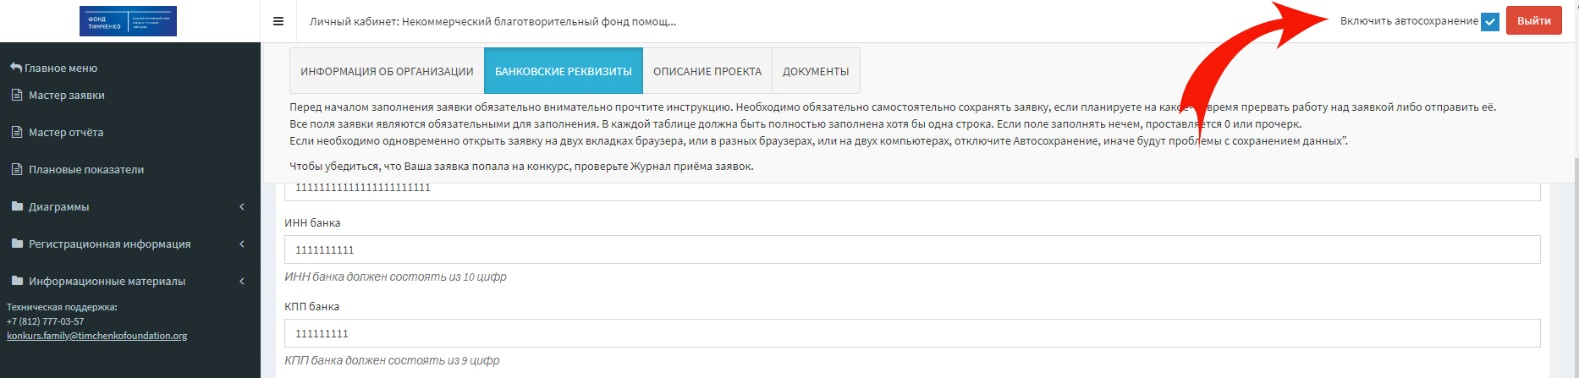 ФОНД
ТИМЧЕНКО
Личный кабинет: Некоммерческий благотворительный фонд помощ...
Включить автосохранение
Выйти
Главное меню
Мастер заявки
Мастер отчёта
Плановые показатели
Диаграммы
Регистрационная информация
Информационные материалы
Техническая поддержка:
+7 (812) 777-03-57
konkurs.family@timchenkofoundation.org
ИНФОРМАЦИЯ ОБ ОРГАНИЗАЦИИ
БАНКОВСКИЕ РЕКВИЗИТЫ
ОПИСАНИЕ ПРОЕКТА
ДОКУМЕНТЫ
Перед началом заполнения заявки обязательно внимательно прочтите инструкцию. Необходимо обязательно самостоятельно сохранять заявку, если планируете на время прервать работу над заявкой либо отправить её.
Все поля заявки являются обязательными для заполнения. В каждой таблице должна быть полностью заполнена хотя бы одна строка. Если поле заполнять нечем, проставляется 0 или прочерк.
Если необходимо одновременно открыть заявку на двух вкладках браузера, или в разных браузерах, или на двух компьютерах, отключите Автосохранение, иначе будут проблемы с сохранением данных”.
Чтобы убедиться, что Ваша заявка попала на конкурс, проверьте Журнал приёма заявок.
ИНН банка
1111111111
ИНН банка должен состоять из 10 цифр
КПП банка
111111111
КПП банка должен состоять из 9 цифр